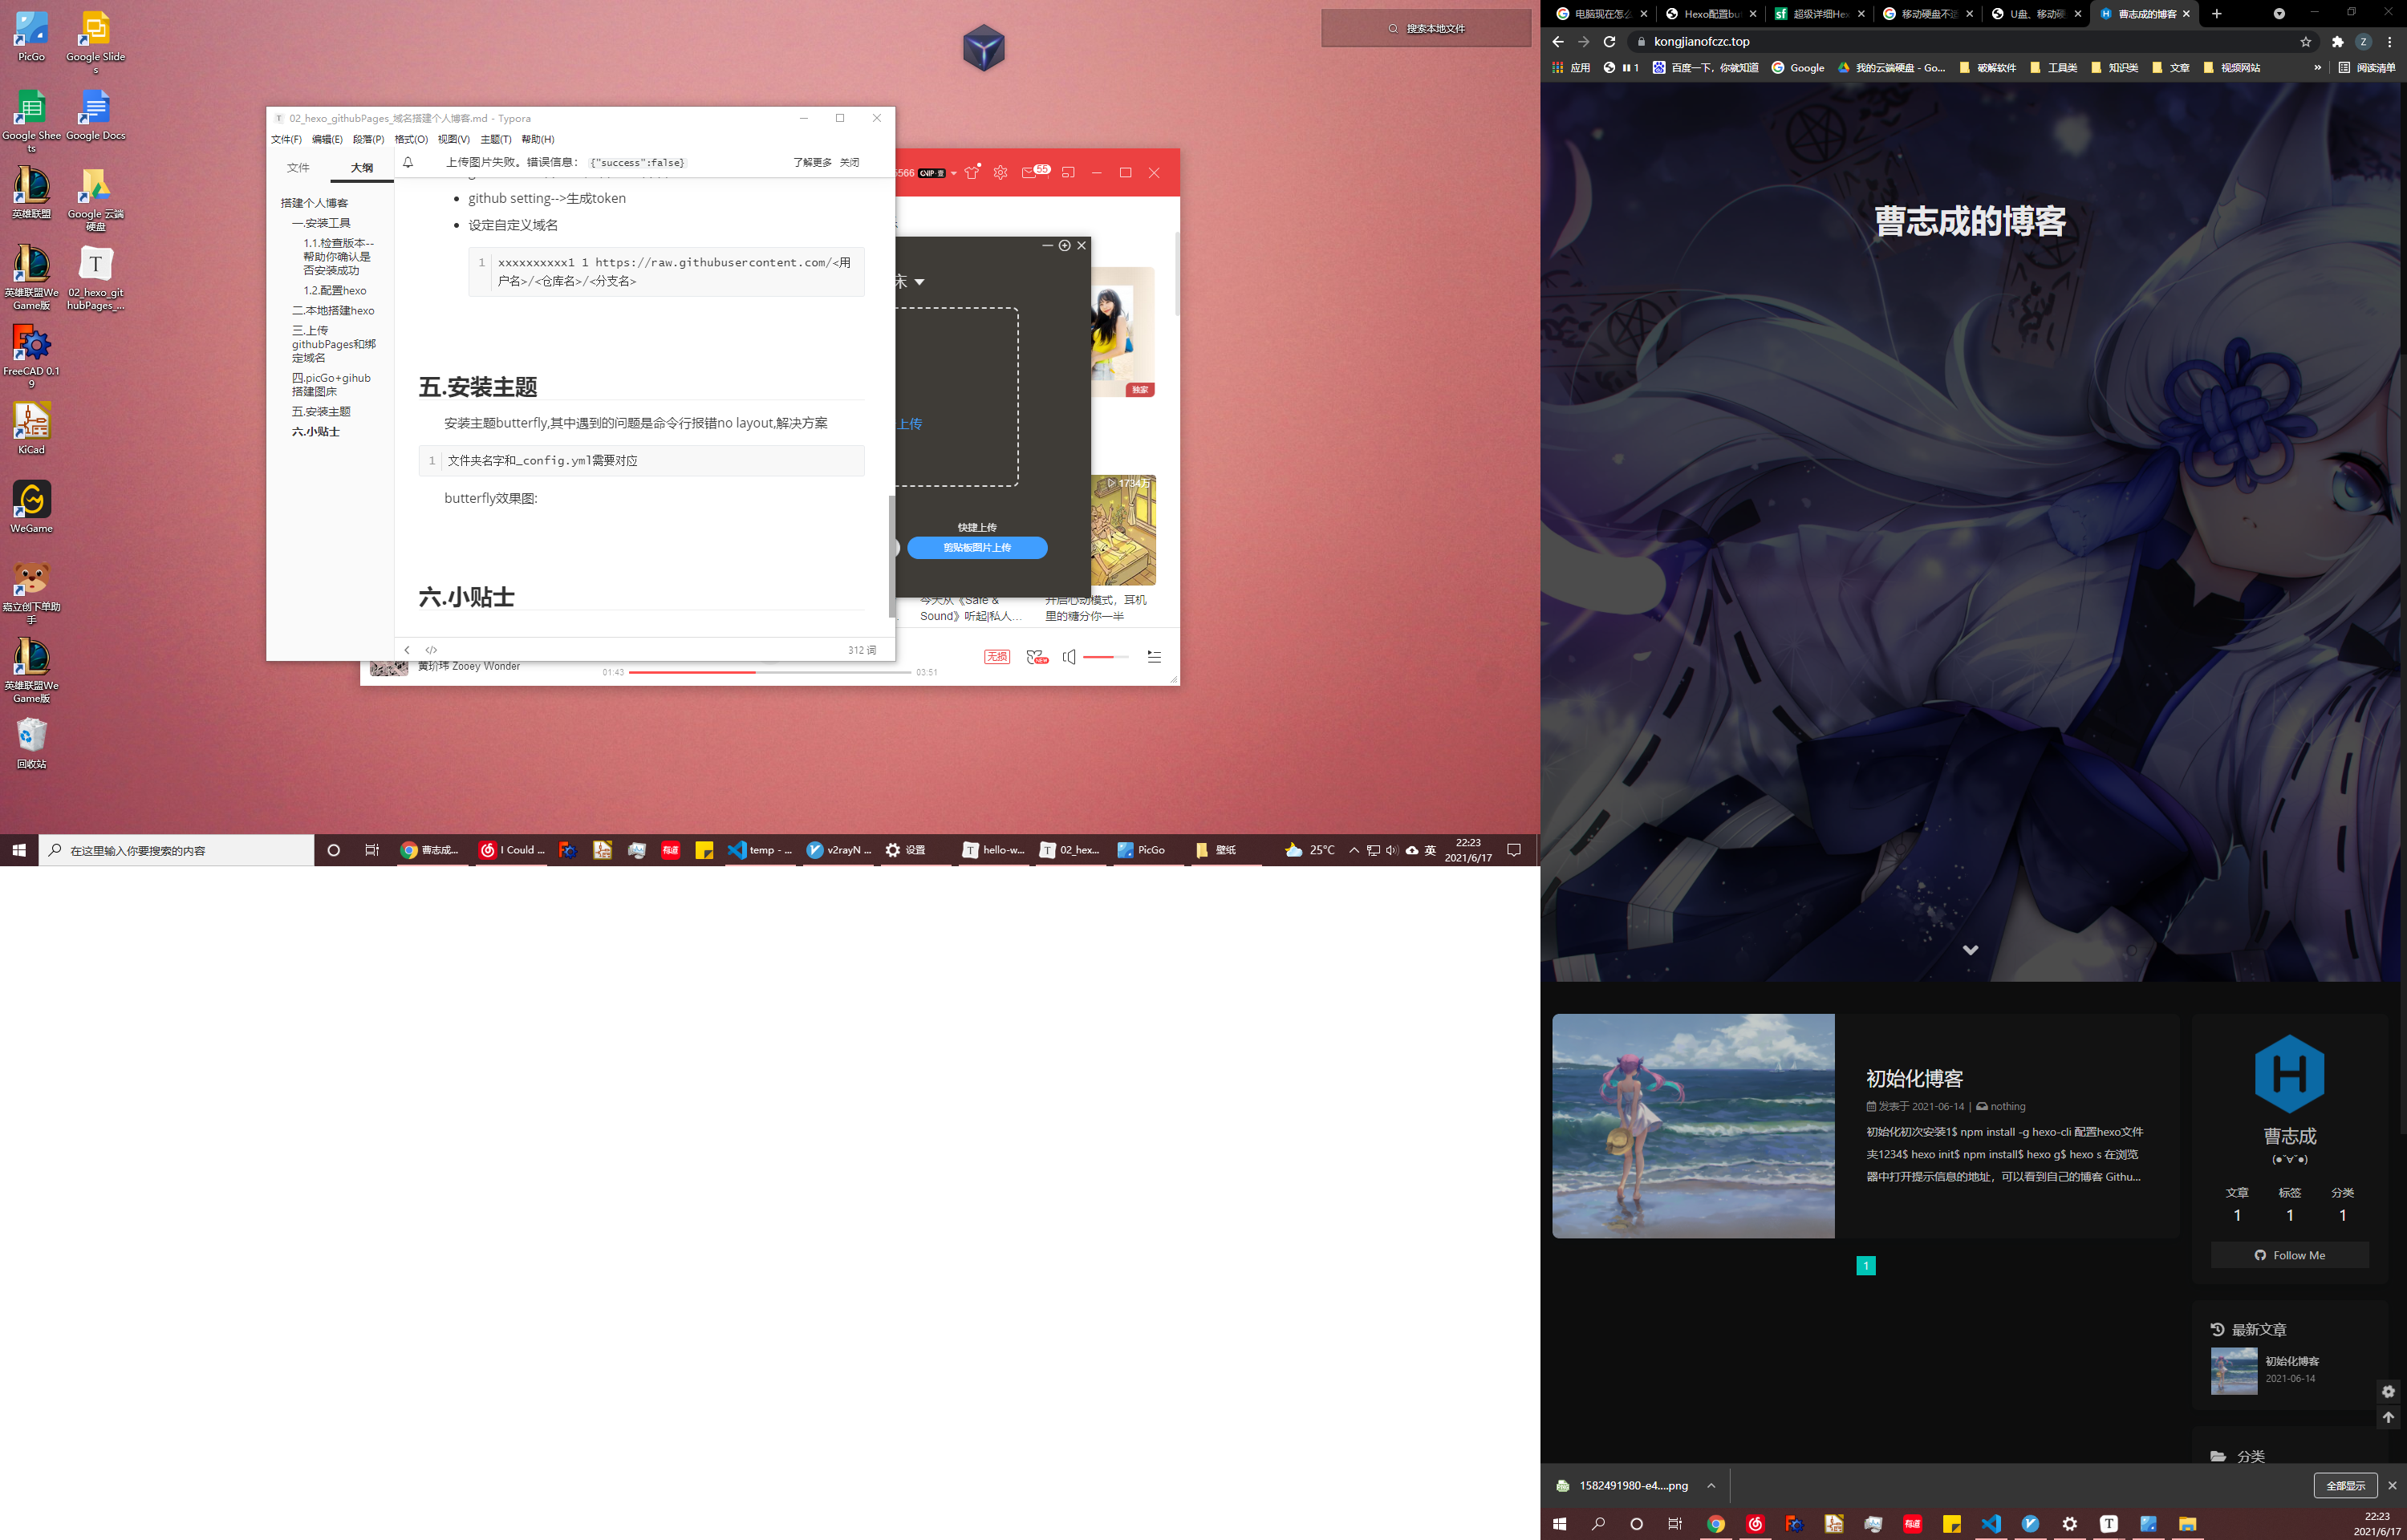 PicGo
Google Slides
Google Sheets
Google Docs
英雄联盟
Google 云端硬盘
英雄联盟WeGame版
02_hexo_githubPages_...
FreeCAD 0.19
KiCad
WeGame
嘉立创下单助手
英雄联盟WeGame版
回收站
搜索本地文件
02_hexo_githubPages_域名搭建个人博客.md - Typora
文件(F) 编辑(E) 段落(P) 格式(O) 视图(V) 主题(T) 帮助(H)
文件 大纲
上传图片失败。错误信息： {"success":false} 了解更多 关闭
搭建个人博客
一.安装工具
1.1.检查版本--帮助你确认是否安装成功
1.2.配置hexo
二.本地搭建hexo
三.上传githubPages和绑定域名
四.picGo+gihub搭建图床
五.安装主题
六.小贴士
github setting-->生成token
设定自定义域名
1 xxxxxxxxxx1 1 https://raw.githubusercontent.com/<用
户名>/<仓库名>/<分支名>
五.安装主题
安装主题butterfly,其中遇到的问题是命令行报错no layout,解决方案
1 文件夹名字和_config.yml需要对应
butterfly效果图:
六.小贴士
312 词
5566
55
床
上传
快捷上传
剪贴板图片上传
独家
1734万
今天从《Safe &
Sound》听起|私人...
开启心动模式，耳机
里的糖分你一半
黄玠玮 Zooey Wonder
01:43
03:51
无损
NEW
在这里输入你要搜索的内容
曹志成...
I Could ...
有道
temp - ...
v2rayN ...
设置
hello-w...
02_hex...
PicGo
壁纸
25°C
英
22:23
2021/6/17
电脑现在怎么
Hexo配置but
超级详细Hex
移动硬盘不运
U盘、移动硬
曹志成的博客
kongjianofczc.top
Z
应用
1
百度一下，你就知道
Google
我的云端硬盘 - Go...
破解软件
工具类
知识类
文章
视频网站
»
阅读清单
曹志成的博客
初始化博客
发表于 2021-06-14 | nothing
初始化初次安装1$ npm install -g hexo-cli 配置hexo文件
夹1234$ hexo init$ npm install$ hexo g$ hexo s 在浏览
器中打开提示信息的地址，可以看到自己的博客 Githu...
1
曹志成
(●ˇ∀ˇ●)
文章 标签 分类
1 1 1
Follow Me
最新文章
初始化博客
2021-06-14
分类
1582491980-e4....png
全部显示
有道
22:23
2021/6/17